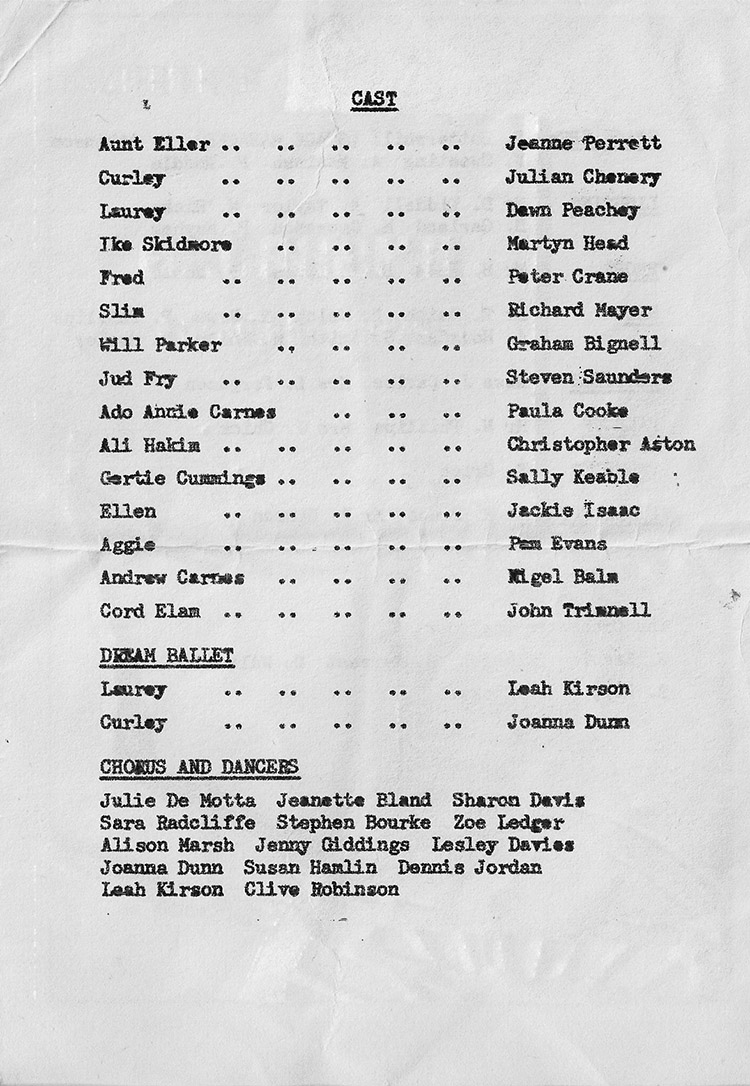 CAST
Aunt Eller .. .. .. .. .. Jeanne Perrett
Curley .. .. .. .. .. Julian Chenery
Laurey .. .. .. .. .. Dawn Peachey
Ike Skidmore .. .. .. .. Martyn Head
Fred .. .. .. .. .. Peter Crane
Slim .. .. .. .. .. Richard Mayer
Will Parker .. .. .. .. Graham Bignell
Jud Fry .. .. .. .. .. Steven Saunders
Ado Annie Carnes .. .. .. Paula Cooke
Ali Hakim .. .. .. .. .. Christopher Aston
Gertie Cummings .. .. .. .. Sally Keable
Ellen .. .. .. .. .. Jackie Isaac
Aggie .. .. .. .. .. Pam Evans
Andrew Carnes .. .. .. .. Nigel Balm
Cord Elam .. .. .. .. .. John Trimnell
DREAM BALLET
Laurey .. .. .. .. .. Leah Kirson
Curley .. .. .. .. .. Joanna Dunn
CHORUS AND DANCERS
Julie De Motta Jeanette Bland Sharon Davis
Sara Radcliffe Stephen Bourke Zoe Ledger
Alison Marsh Jenny Giddings Lesley Davies
Joanna Dunn Susan Hamlin Dennis Jordan
Leah Kirson Clive Robinson